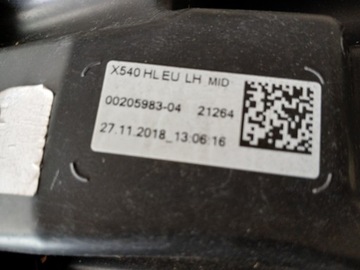 X540 HL EU LH MID
00205983-04 21264
27.11.2018_13:06:16